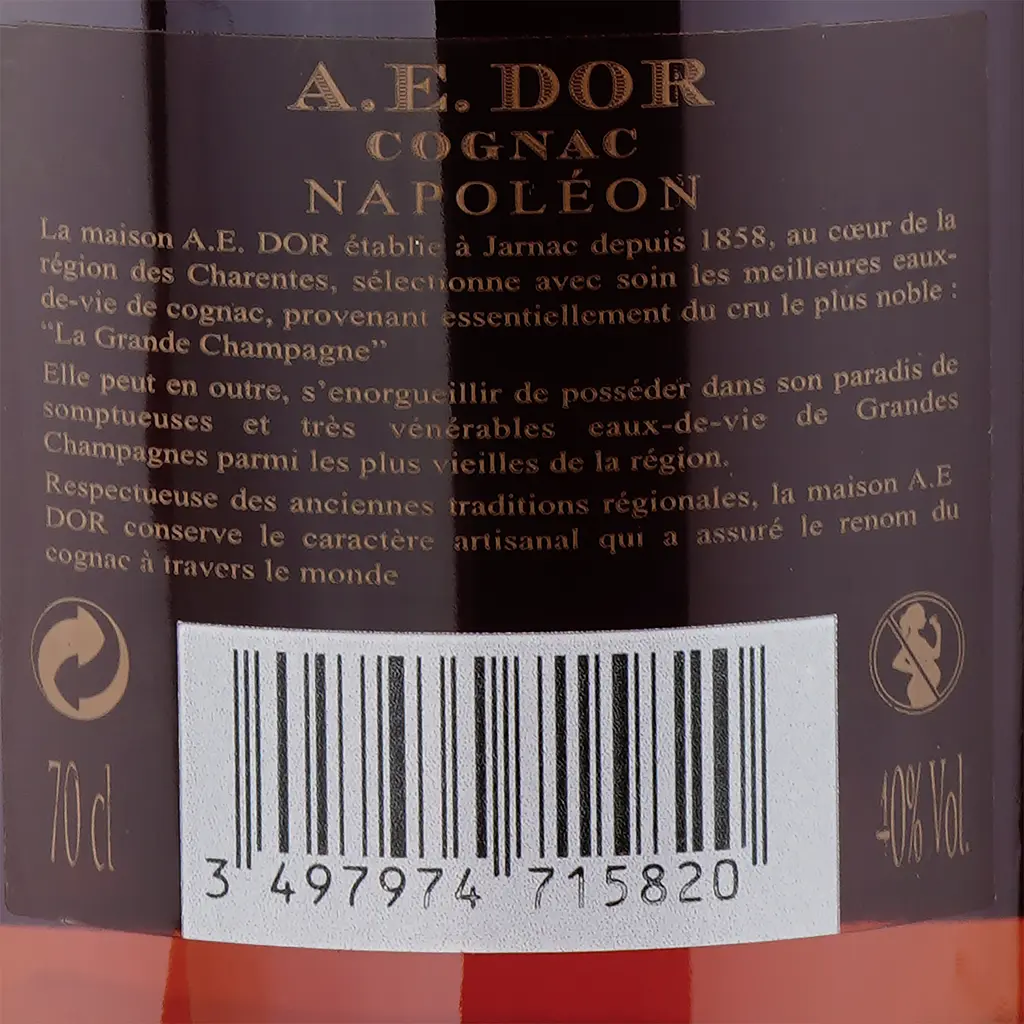 A.E. DOR
COGNAC
NAPOLÉON
La maison A.E. DOR établie à Jarnac depuis 1858, au cœur de la
région des Charentes, sélectionne avec soin les meilleures eaux-
de-vie de cognac, provenant essentiellement du cru le plus noble :
“La Grande Champagne”
Elle peut en outre, s’enorgueillir de posséder dans son paradis de
somptueuses et très vénérables eaux-de-vie de Grandes
Champagnes parmi les plus vieilles de la région.
Respectueuse des anciennes traditions régionales, la maison A.E
DOR conserve le caractère artisanal qui a assuré le renom du
cognac à travers le monde
70 cl
40% Vol.
3 497974 715820